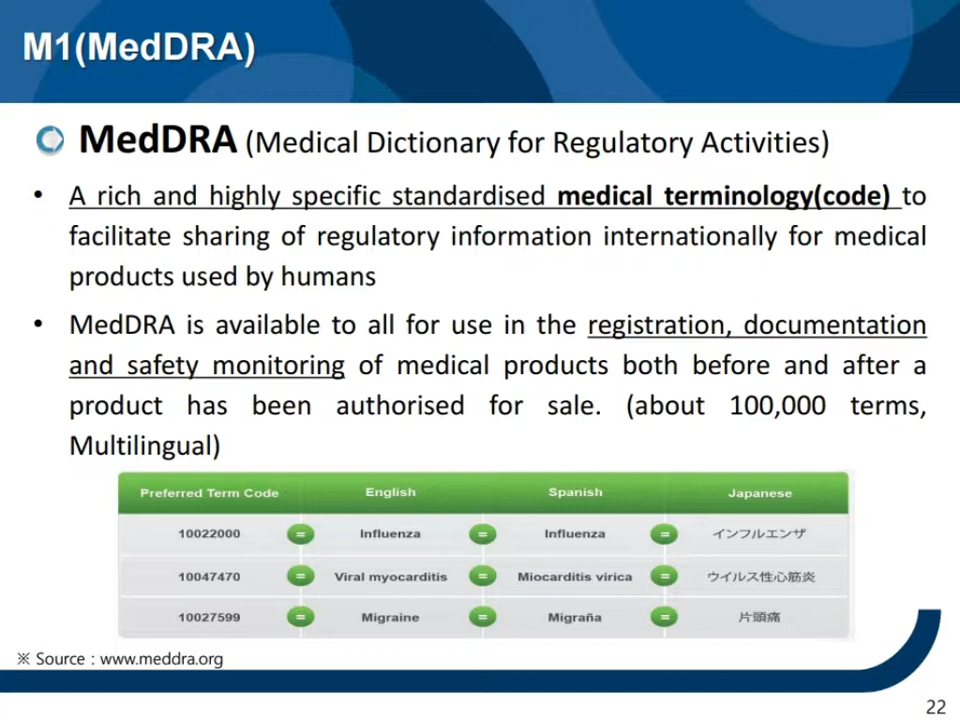 M1(MedDRA)
MedDRA (Medical Dictionary for Regulatory Activities)
• A rich and highly specific standardised medical terminology(code) to
facilitate sharing of regulatory information internationally for medical
products used by humans
• MedDRA is available to all for use in the registration, documentation
and safety monitoring of medical products both before and after a
product has been authorised for sale. (about 100,000 terms,
Multilingual)
Preferred Term Code English Spanish Japanese
10022000 = Influenza = Influenza = インフルエンザ
10047470 = Viral myocarditis = Miocarditis vírica = ウイルス性心筋炎
10027599 = Migraine = Migraña = 片頭痛
※ Source : www.meddra.org
22